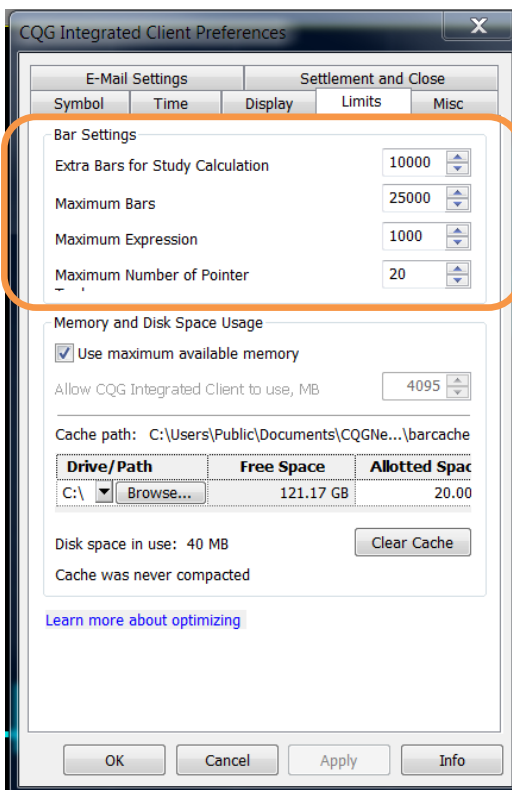 CQG Integrated Client Preferences X
E-Mail Settings Settlement and Close
Symbol Time Display Limits Misc
Bar Settings
Extra Bars for Study Calculation 10000
Maximum Bars 25000
Maximum Expression 1000
Maximum Number of Pointer 20
Memory and Disk Space Usage
Use maximum available memory
Allow CQG Integrated Client to use, MB 4095
Cache path: C:\Users\Public\Documents\CQGNe...\barcache
Drive/Path Free Space Allotted Spac
C:\ Browse... 121.17 GB 20.00
Disk space in use: 40 MB Clear Cache
Cache was never compacted
Learn more about optimizing
OK Cancel Apply Info